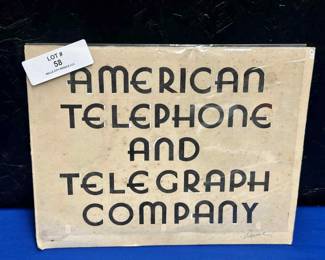 LOT #
58
AMERICAN
TELEPHONE
AND
TELEGRAPH
COMPANY